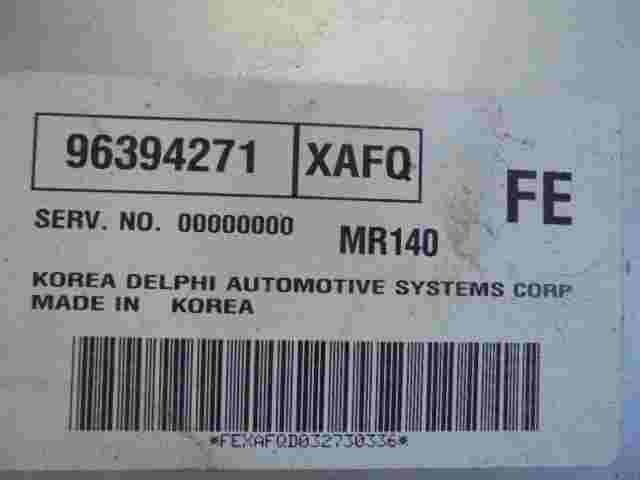 96394271 XAFQ
FE
SERV. NO. 00000000 MR140
KOREA DELPHI AUTOMOTIVE SYSTEMS CORP
MADE IN KOREA
*FEXAFQD032730336*